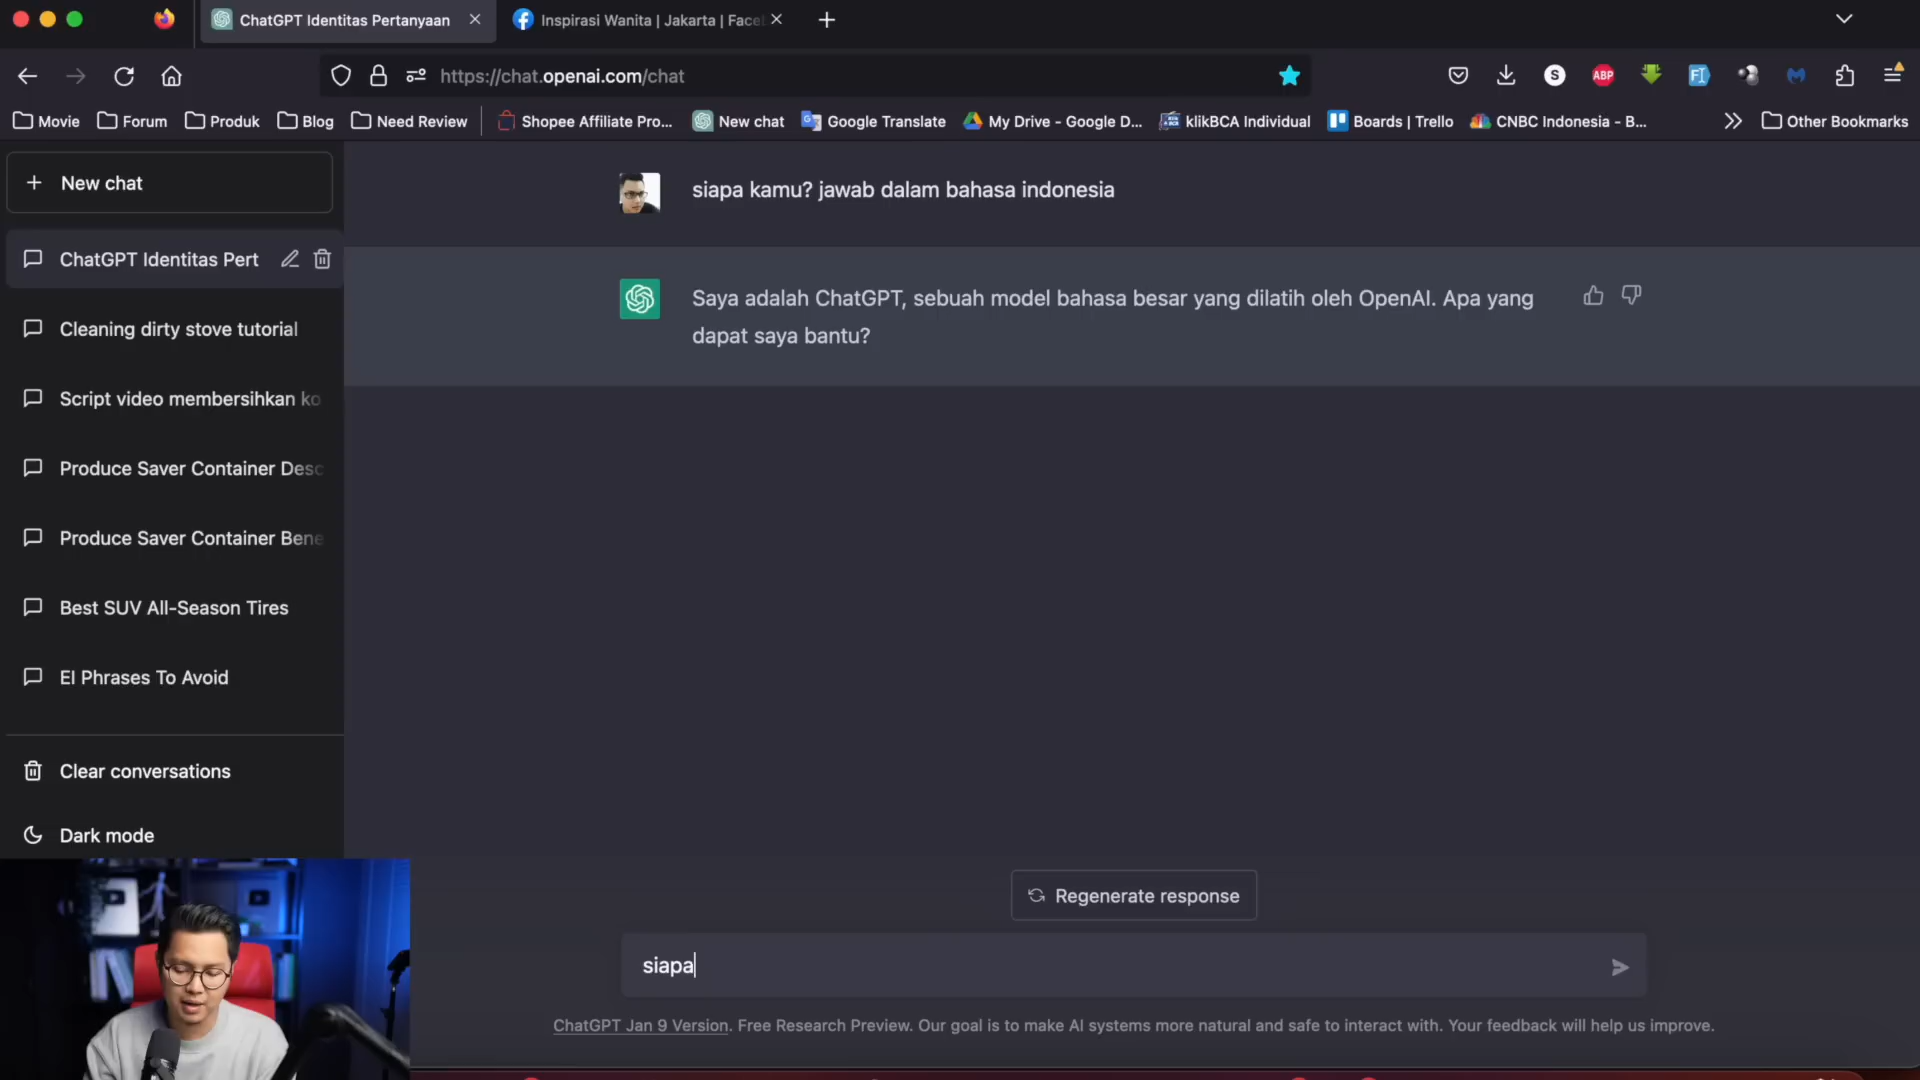 ChatGPT Identitas Pertanyaan
Inspirasi Wanita | Jakarta | Face
https://chat.openai.com/chat
S
ABP
FI
Movie
Forum
Produk
Blog
Need Review
Shopee Affiliate Pro...
New chat
Google Translate
My Drive - Google D...
klikBCA Individual
Boards | Trello
CNBC Indonesia - B...
Other Bookmarks
New chat
ChatGPT Identitas Pert
Cleaning dirty stove tutorial
Script video membersihkan ko
Produce Saver Container Desc
Produce Saver Container Bene
Best SUV All-Season Tires
EI Phrases To Avoid
Clear conversations
Dark mode
siapa kamu? jawab dalam bahasa indonesia
Saya adalah ChatGPT, sebuah model bahasa besar yang dilatih oleh OpenAI. Apa yang
dapat saya bantu?
Regenerate response
siapa
ChatGPT Jan 9 Version. Free Research Preview. Our goal is to make AI systems more natural and safe to interact with. Your feedback will help us improve.